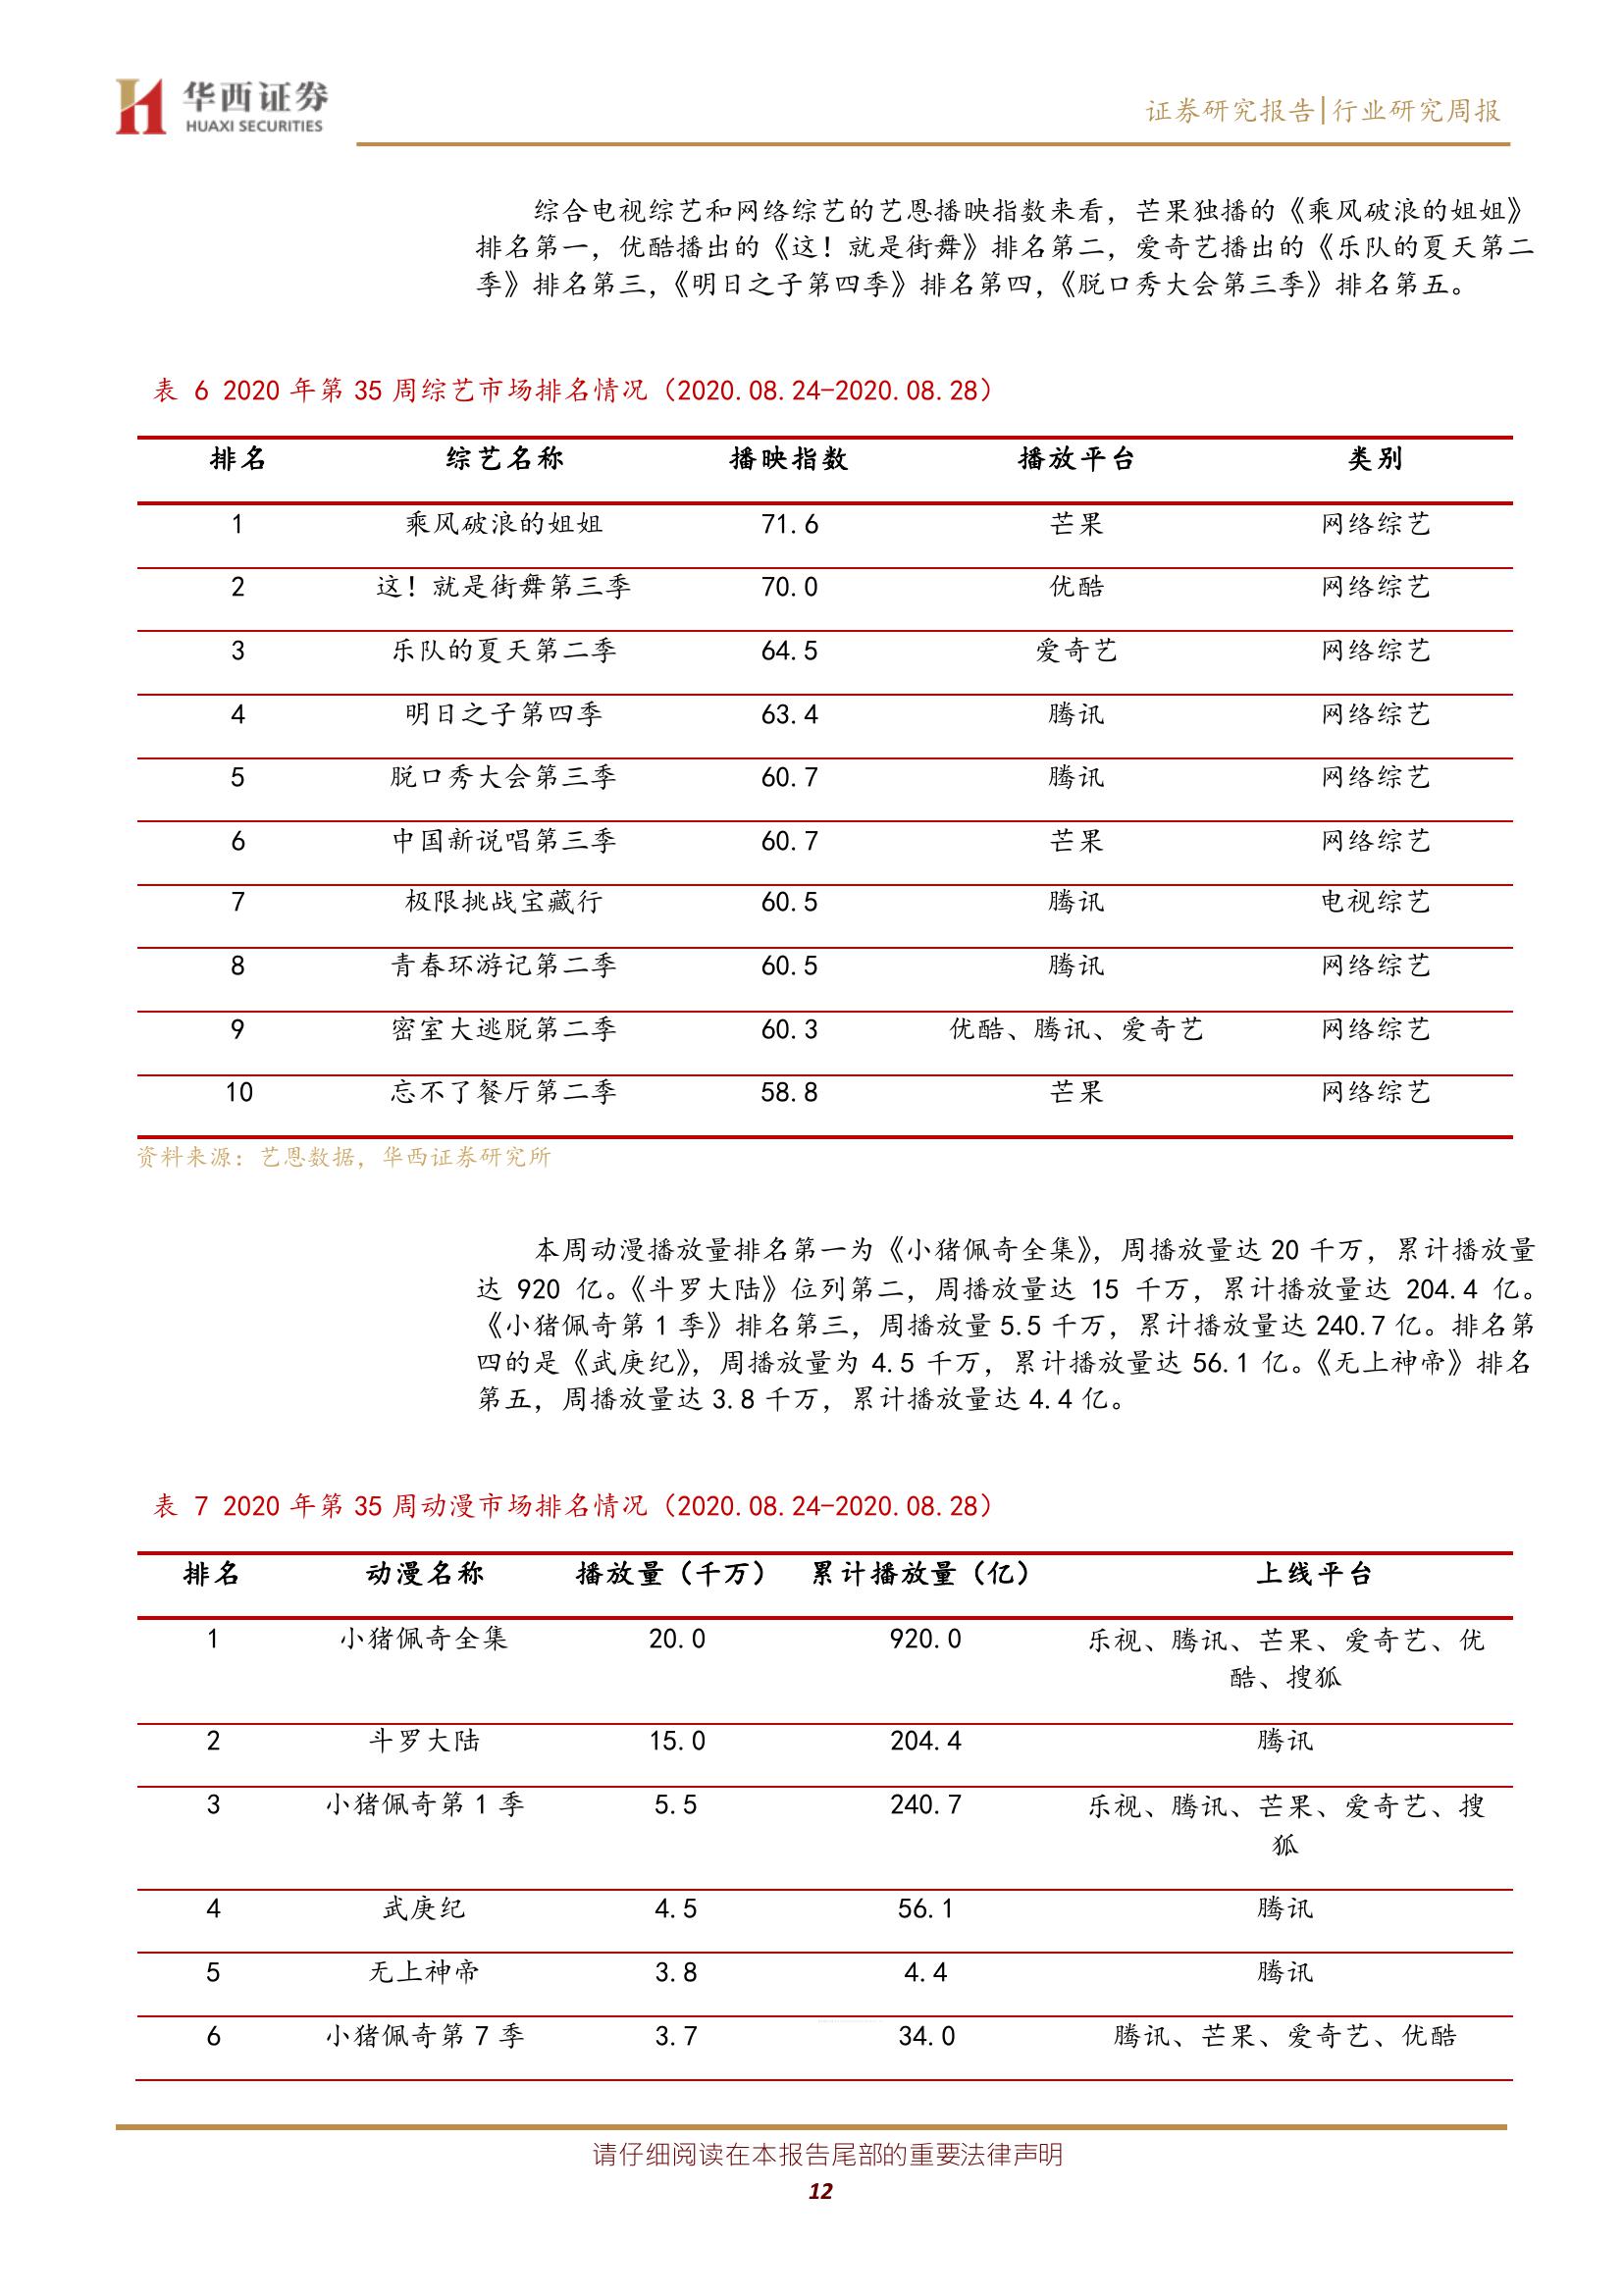 华西证券
HUAXI SECURITIES
证券研究报告|行业研究周报
综合电视综艺和网络综艺的艺恩播映指数来看，芒果独播的《乘风破浪的姐姐》
排名第一，优酷播出的《这！就是街舞》排名第二，爱奇艺播出的《乐队的夏天第二
季》排名第三，《明日之子第四季》排名第四，《脱口秀大会第三季》排名第五。
表 6 2020 年第 35 周综艺市场排名情况（2020.08.24-2020.08.28）
排名 综艺名称 播映指数 播放平台 类别
1 乘风破浪的姐姐 71.6 芒果 网络综艺
2 这！就是街舞第三季 70.0 优酷 网络综艺
3 乐队的夏天第二季 64.5 爱奇艺 网络综艺
4 明日之子第四季 63.4 腾讯 网络综艺
5 脱口秀大会第三季 60.7 腾讯 网络综艺
6 中国新说唱第三季 60.7 芒果 网络综艺
7 极限挑战宝藏行 60.5 腾讯 电视综艺
8 青春环游记第二季 60.5 腾讯 网络综艺
9 密室大逃脱第二季 60.3 优酷、腾讯、爱奇艺 网络综艺
10 忘不了餐厅第二季 58.8 芒果 网络综艺
资料来源：艺恩数据，华西证券研究所
本周动漫播放量排名第一为《小猪佩奇全集》，周播放量达 20 千万，累计播放量
达 920 亿。《斗罗大陆》位列第二，周播放量达 15 千万，累计播放量达 204.4 亿。
《小猪佩奇第 1 季》排名第三，周播放量 5.5 千万，累计播放量达 240.7 亿。排名第
四的是《武庚纪》，周播放量为 4.5 千万，累计播放量达 56.1 亿。《无上神帝》排名
第五，周播放量达 3.8 千万，累计播放量达 4.4 亿。
表 7 2020 年第 35 周动漫市场排名情况（2020.08.24-2020.08.28）
排名 动漫名称 播放量（千万） 累计播放量（亿） 上线平台
1 小猪佩奇全集 20.0 920.0 乐视、腾讯、芒果、爱奇艺、优
酷、搜狐
2 斗罗大陆 15.0 204.4 腾讯
3 小猪佩奇第 1 季 5.5 240.7 乐视、腾讯、芒果、爱奇艺、搜
狐
4 武庚纪 4.5 56.1 腾讯
5 无上神帝 3.8 4.4 腾讯
6 小猪佩奇第 7 季 3.7 34.0 腾讯、芒果、爱奇艺、优酷
请仔细阅读在本报告尾部的重要法律声明
12